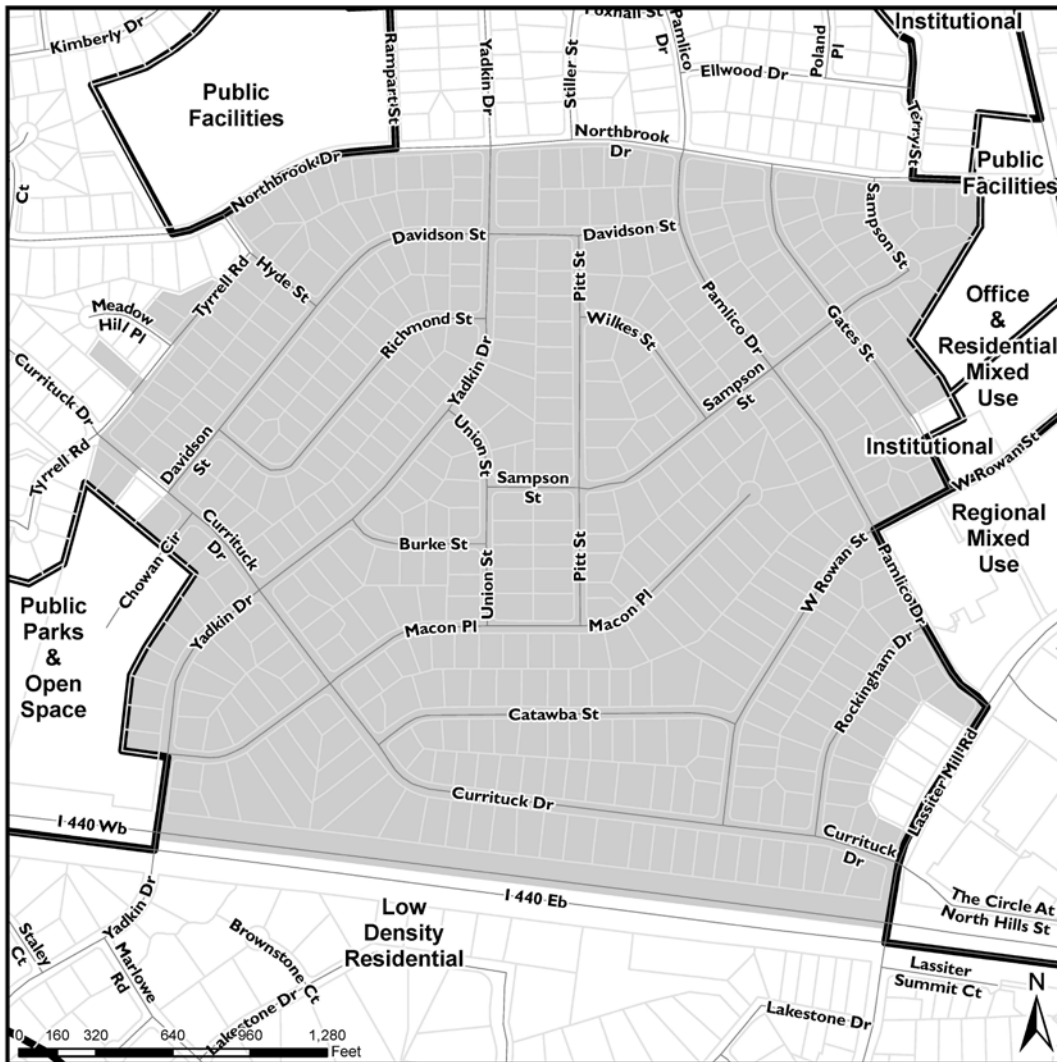 Kimberly Dr
Public
Facilities
Rampart St
Yadkin Dr
Stiller St
Foxhall St
Pamlico
Dr
Poland
Pl
Ellwood Dr
Institutional
Terry St
Public
Facilities
Northbrook
Dr
Northbrook Dr
Ct
Sampson St
Davidson St
Davidson St
Tyrrell Rd
Hyde St
Pitt St
Pamlico Dr
Gates St
Office
&
Residential
Mixed
Use
Meadow
Hill Pl
Richmond St
Yadkin Dr
Wilkes St
Sampson
St
Currituck Dr
Tyrrell Rd
Davidson
St
Union St
Institutional
W Rowan St
Sampson
St
Regional
Mixed
Use
Currituck
Dr
Chowan Cir
Burke St
Union St
Pitt St
W Rowan St
Pamlico Dr
Public
Parks
&
Open
Space
Yadkin Dr
Macon Pl
Macon Pl
Rockingham Dr
Catawba St
Lassiter Mill Rd
Currituck Dr
Currituck
Dr
I 440 Wb
I 440 Eb
The Circle At
North Hills St
Low
Density
Residential
Yadkin Dr
Staley
Ct
Marlowe
Rd
Brownstone Ct
Lakestone Dr
Lakestone Dr
Lassiter
Summit Ct
N
0 160 320 640 960 1,280
Feet